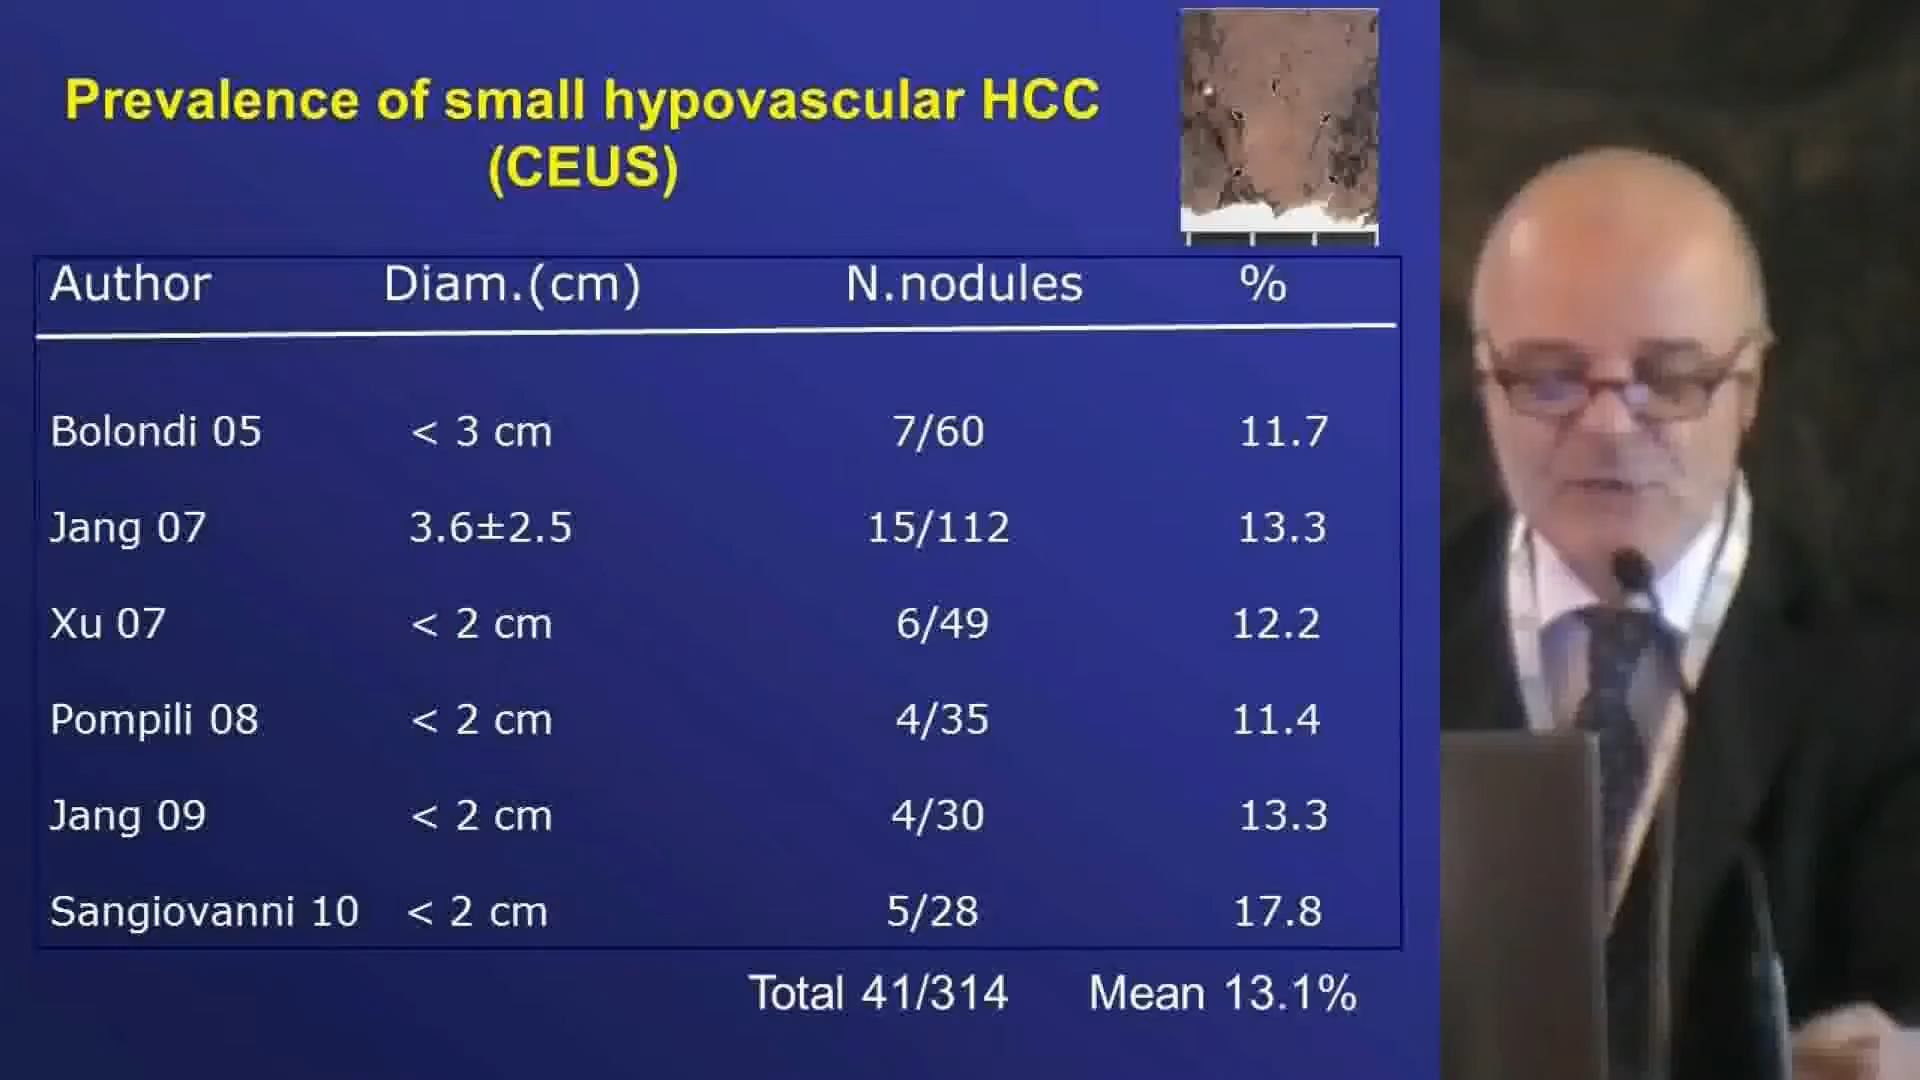 Prevalence of small hypovascular HCC
(CEUS)
Author Diam.(cm) N.nodules %
Bolondi 05 < 3 cm 7/60 11.7
Jang 07 3.6±2.5 15/112 13.3
Xu 07 < 2 cm 6/49 12.2
Pompili 08 < 2 cm 4/35 11.4
Jang 09 < 2 cm 4/30 13.3
Sangiovanni 10 < 2 cm 5/28 17.8
Total 41/314 Mean 13.1%